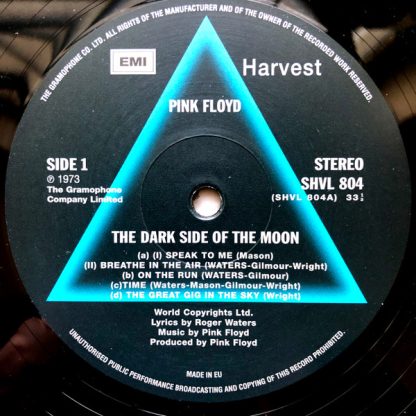 THE GRAMOPHONE CO. LTD. ALL RIGHTS OF THE MANUFACTURER AND OF THE OWNER OF THE RECORDED WORK RESERVED.
EMI
Harvest
PINK FLOYD
SIDE 1
℗ 1973
The Gramophone
Company Limited
STEREO
SHVL 804
(SHVL 804A) 33⅓
THE DARK SIDE OF THE MOON
(a) (I) SPEAK TO ME (Mason)
(II) BREATHE IN THE AIR (WATERS-Gilmour-Wright)
(b) ON THE RUN (WATERS-Gilmour)
(c)TIME (Waters-Mason-Gilmour-Wright)
(d) THE GREAT GIG IN THE SKY (Wright)
World Copyrights Ltd.
Lyrics by Roger Waters
Music by Pink Floyd
Produced by Pink Floyd
MADE IN EU
UNAUTHORISED PUBLIC PERFORMANCE BROADCASTING AND COPYING OF THIS RECORD PROHIBITED.